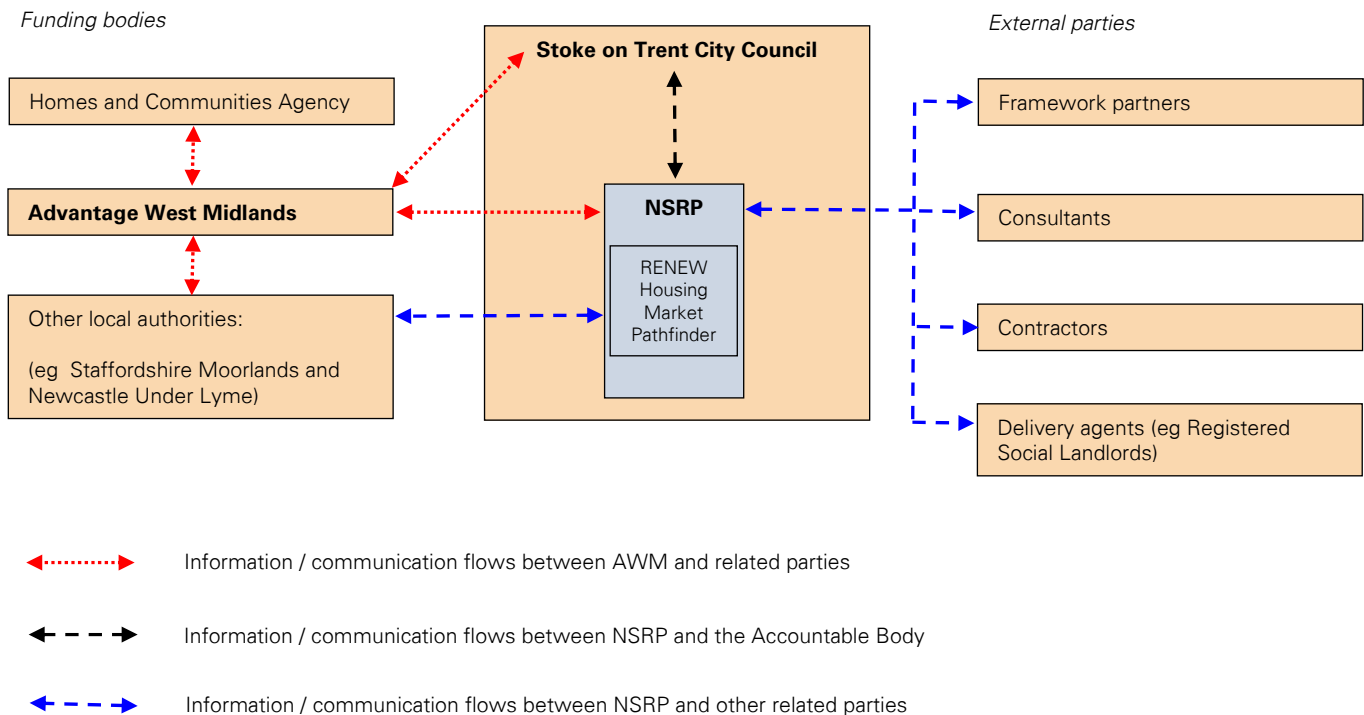 Funding bodies
Homes and Communities Agency
Advantage West Midlands
Other local authorities:
(eg Staffordshire Moorlands and
Newcastle Under Lyme)
Stoke on Trent City Council
NSRP
RENEW
Housing
Market
Pathfinder
External parties
Framework partners
Consultants
Contractors
Delivery agents (eg Registered
Social Landlords)
Information / communication flows between AWM and related parties
Information / communication flows between NSRP and the Accountable Body
Information / communication flows between NSRP and other related parties